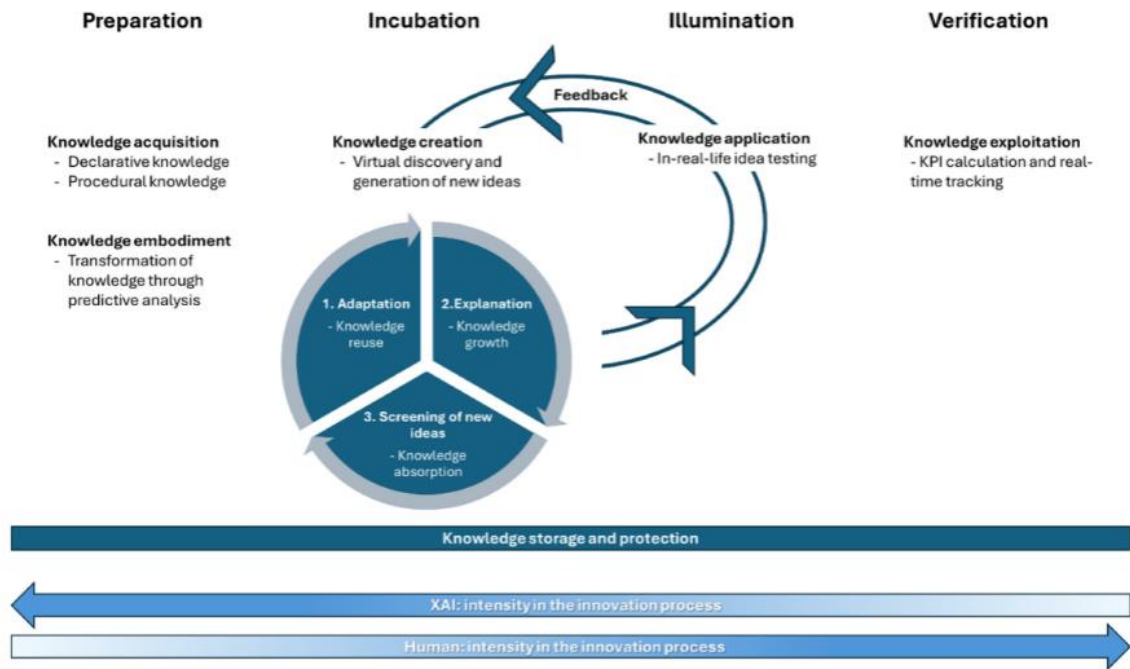 Preparation
Incubation
Illumination
Verification
Feedback
Knowledge acquisition
- Declarative knowledge
- Procedural knowledge
Knowledge embodiment
- Transformation of
knowledge through
predictive analysis
Knowledge creation
- Virtual discovery and
generation of new ideas
Knowledge application
- In-real-life idea testing
Knowledge exploitation
- KPI calculation and real-
time tracking
1. Adaptation
- Knowledge
reuse
2.Explanation
- Knowledge
growth
3. Screening of new
ideas
- Knowledge
absorption
Knowledge storage and protection
XAI: intensity in the innovation process
Human: intensity in the innovation process